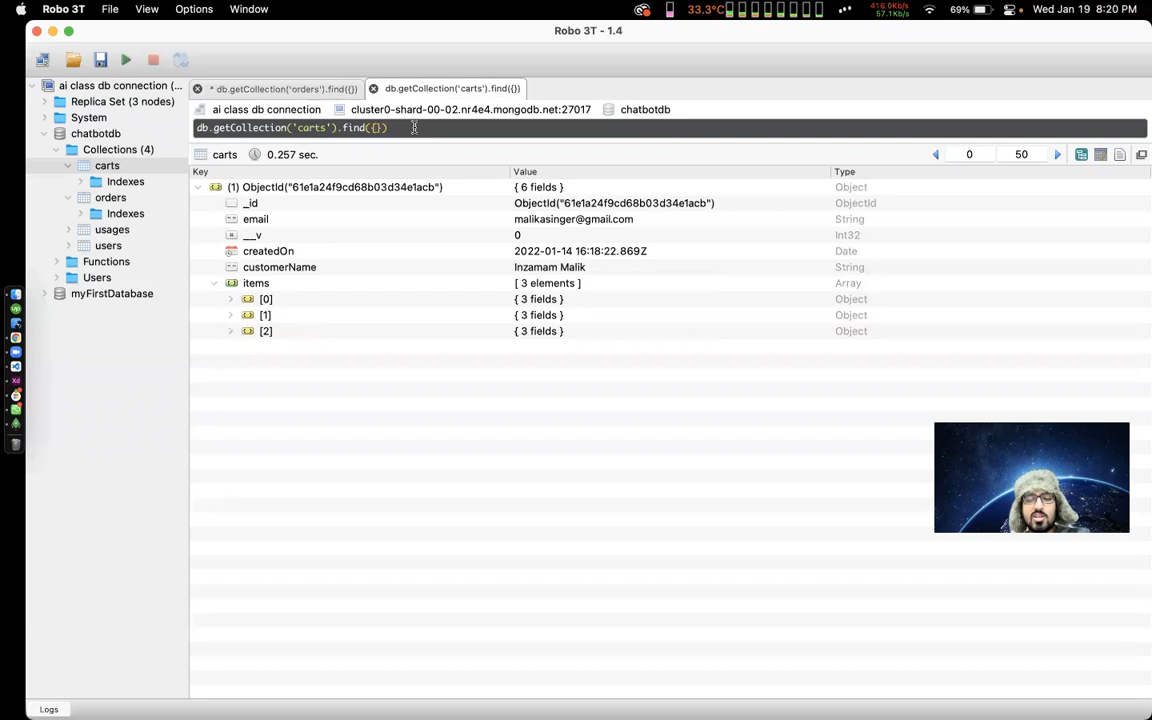 Robo 3T File View Options Window 33.3°C 416.0Kb/s 57.1Kb/s 69% Wed Jan 19 8:20 PM
Robo 3T - 1.4
ai class db connection (...
Replica Set (3 nodes)
System
chatbotdb
Collections (4)
carts
Indexes
orders
Indexes
usages
users
Functions
Users
myFirstDatabase
* db.getCollection('orders').find({}) db.getCollection('carts').find({})
ai class db connection cluster0-shard-00-02.nr4e4.mongodb.net:27017 chatbotdb
db.getCollection('carts').find({})
carts 0.257 sec. 0 50
Key Value Type
(1) ObjectId("61e1a24f9cd68b03d34e1acb") { 6 fields } Object
_id ObjectId("61e1a24f9cd68b03d34e1acb") ObjectId
email malikasinger@gmail.com String
__v 0 Int32
createdOn 2022-01-14 16:18:22.869Z Date
customerName Inzamam Malik String
items [ 3 elements ] Array
[0] { 3 fields } Object
[1] { 3 fields } Object
[2] { 3 fields } Object
Logs